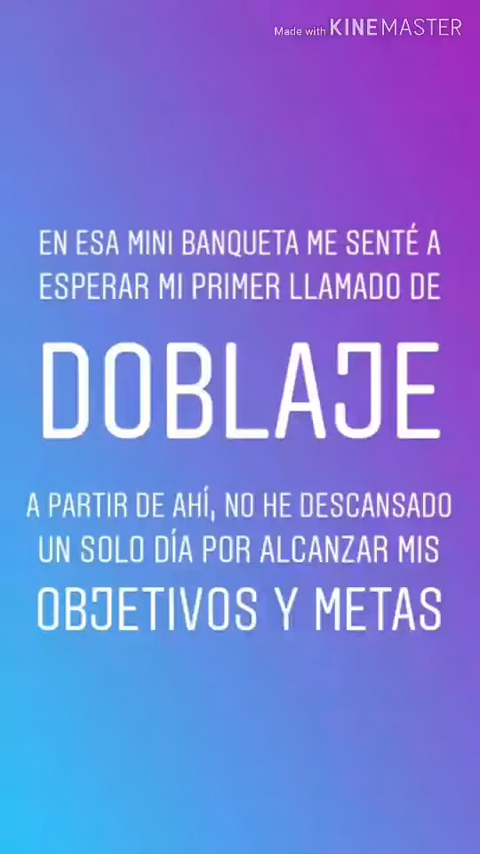 Made with KINEMASTER
EN ESA MINI BANQUETA ME SENTÉ A
ESPERAR MI PRIMER LLAMADO DE
DOBLAJE
A PARTIR DE AHÍ, NO HE DESCANSADO
UN SOLO DÍA POR ALCANZAR MIS
OBJETIVOS Y METAS